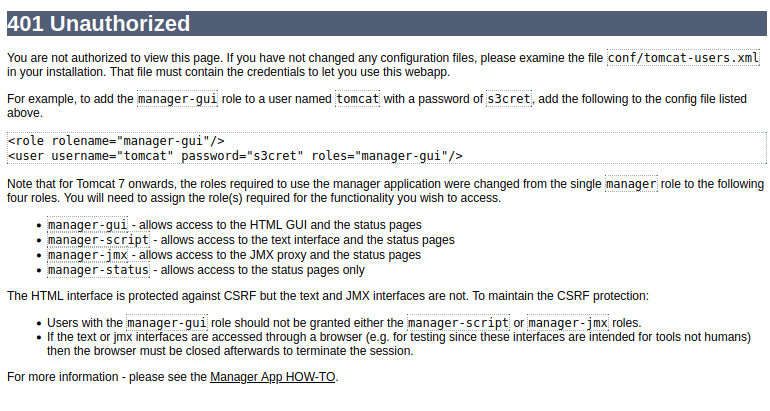 401 Unauthorized
You are not authorized to view this page. If you have not changed any configuration files, please examine the file conf/tomcat-users.xml
in your installation. That file must contain the credentials to let you use this webapp.
For example, to add the manager-gui role to a user named tomcat with a password of s3cret, add the following to the config file listed
above.
<role rolename="manager-gui"/>
<user username="tomcat" password="s3cret" roles="manager-gui"/>
Note that for Tomcat 7 onwards, the roles required to use the manager application were changed from the single manager role to the following
four roles. You will need to assign the role(s) required for the functionality you wish to access.
• manager-gui - allows access to the HTML GUI and the status pages
• manager-script - allows access to the text interface and the status pages
• manager-jmx - allows access to the JMX proxy and the status pages
• manager-status - allows access to the status pages only
The HTML interface is protected against CSRF but the text and JMX interfaces are not. To maintain the CSRF protection:
• Users with the manager-gui role should not be granted either the manager-script or manager-jmx roles.
• If the text or jmx interfaces are accessed through a browser (e.g. for testing since these interfaces are intended for tools not humans)
then the browser must be closed afterwards to terminate the session.
For more information - please see the Manager App HOW-TO.